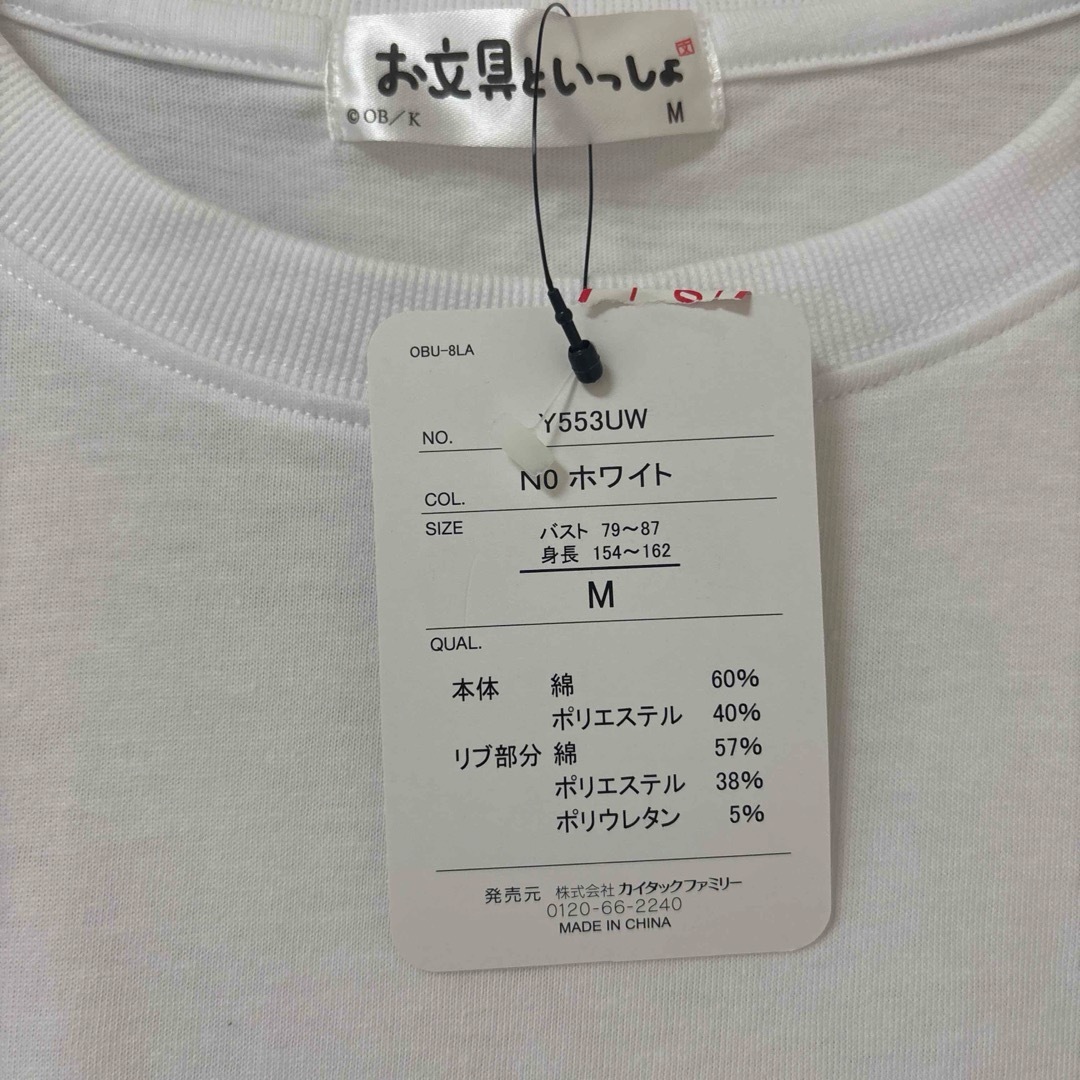 お文具といっしょ
©OB/K M
OBU-8LA
NO. Y553UW
COL. N0 ホワイト
SIZE バスト 79〜87
身長 154〜162
M
QUAL.
本体 綿 60%
ポリエステル 40%
リブ部分 綿 57%
ポリエステル 38%
ポリウレタン 5%
発売元 株式会社 カイタックファミリー
0120-66-2240
MADE IN CHINA